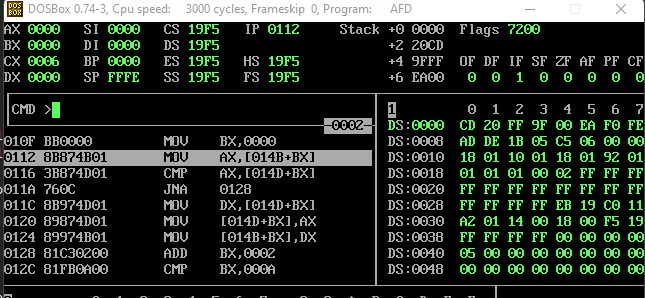 DOSBox 0.74-3, Cpu speed: 3000 cycles, Frameskip 0, Program: AFD
AX 0000 SI 0000 CS 19F5 IP 0112 Stack +0 0000 Flags 7200
BX 0000 DI 0000 DS 19F5 +2 20CD
CX 0006 BP 0000 ES 19F5 HS 19F5 +4 9FFF OF DF IF SF ZF AF PF CF
DX 0000 SP FFFE SS 19F5 FS 19F5 +6 EA00 0 0 1 0 0 0 0 0
CMD > 1 0 1 2 3 4 5 6 7
0002 DS:0000 CD 20 FF 9F 00 EA F0 FE
010F BB0000 MOV BX,0000 DS:0008 AD DE 1B 05 C5 06 00 00
0112 8B874B01 MOV AX,[014B+BX] DS:0010 18 01 10 01 18 01 92 01
0116 3B874D01 CMP AX,[014D+BX] DS:0018 01 01 01 00 02 FF FF FF
011A 760C JNA 0128 DS:0020 FF FF FF FF FF FF FF FF
011C 8B974D01 MOV DX,[014D+BX] DS:0028 FF FF FF FF EB 19 C0 11
0120 89874D01 MOV [014D+BX],AX DS:0030 A2 01 14 00 18 00 F5 19
0124 89974B01 MOV [014B+BX],DX DS:0038 FF FF FF FF 00 00 00 00
0128 81C30200 ADD BX,0002 DS:0040 05 00 00 00 00 00 00 00
012C 81FB0A00 CMP BX,000A DS:0048 00 00 00 00 00 00 00 00